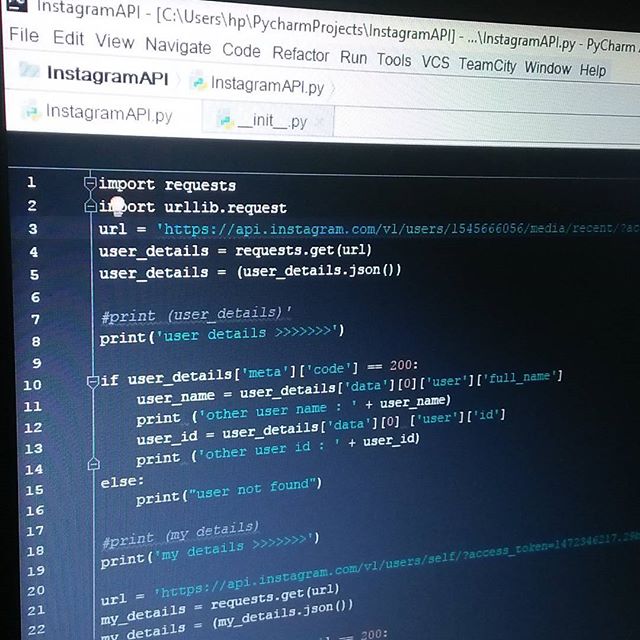 InstagramAPI - [C:\Users\hp\PycharmProjects\InstagramAPI] - ...\InstagramAPI.py - PyCharm
File Edit View Navigate Code Refactor Run Tools VCS TeamCity Window Help
InstagramAPI InstagramAPI.py
InstagramAPI.py __init__.py
1 import requests
2 import urllib.request
3 url = 'https://api.instagram.com/v1/users/1545666056/media/recent/?ac
4 user_details = requests.get(url)
5 user_details = (user_details.json())
6
7 #print (user_details)'
8 print('user details >>>>>>>')
9
10 if user_details['meta']['code'] == 200:
11 user_name = user_details['data'][0]['user']['full_name']
12 print ('other user name : ' + user_name)
13 user_id = user_details['data'][0] ['user']['id']
14 print ('other user id : ' + user_id)
15 else:
16 print("user not found")
17
18 #print (my details)
19 print('my details >>>>>>>')
20
21 url = 'https://api.instagram.com/v1/users/self/?access_token=1472346217.
22 my_details = requests.get(url)
my_details = (my_details.json())
== 200: